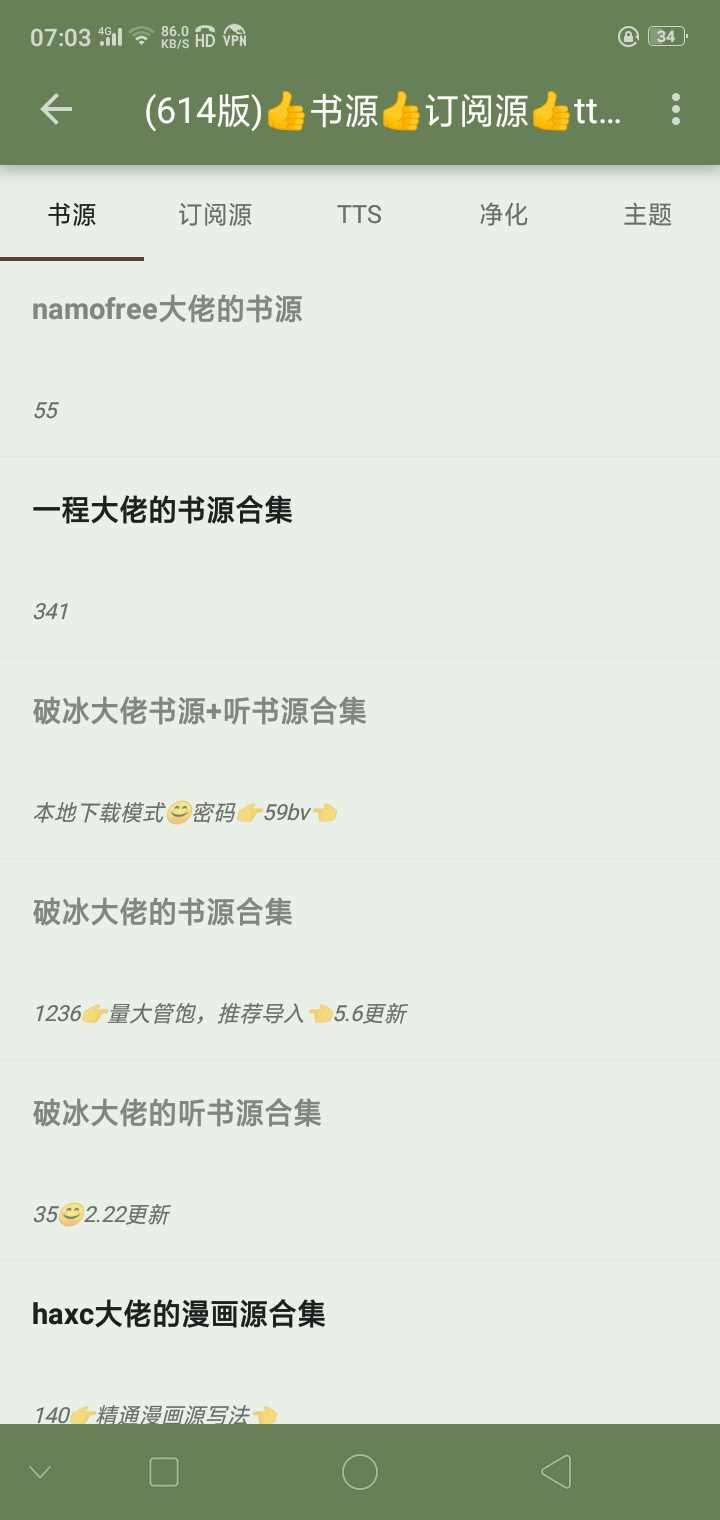 07:03 4G 86.0 KB/S HD VPN 34
(614版)👍书源👍订阅源👍tt...
书源 订阅源 TTS 净化 主题
namofree大佬的书源
55
一程大佬的书源合集
341
破冰大佬书源+听书源合集
本地下载模式😊密码👉59bv👈
破冰大佬的书源合集
1236👉量大管饱，推荐导入👈5.6更新
破冰大佬的听书源合集
35😊2.22更新
haxc大佬的漫画源合集
140👉精通漫画源写法👈